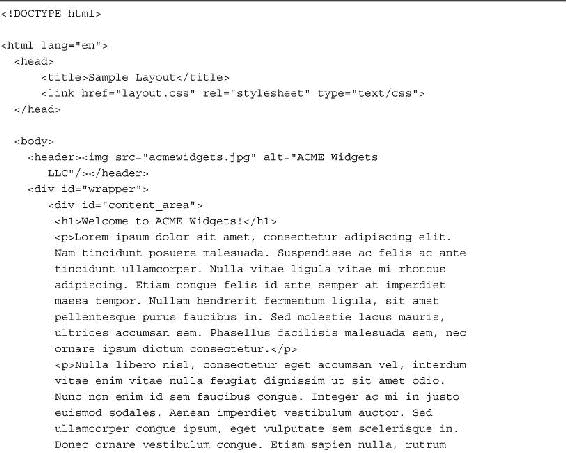 <!DOCTYPE html>
<html lang="en">
<head>
<title>Sample Layout</title>
<link href="layout.css" rel="stylesheet" type="text/css">
</head>
<body>
<header><img src="acmewidgets.jpg" alt="ACME Widgets
LLC"/></header>
<div id="wrapper">
<div id="content_area">
<h1>Welcome to ACME Widgets!</h1>
<p>Lorem ipsum dolor sit amet, consectetur adipiscing elit.
Nam tincidunt posuere malesuada. Suspendisse ac felis ac ante
tincidunt ullamcorper. Nulla vitae ligula vitae mi rhoncus
adipiscing. Etiam congue felis id ante semper at imperdiet
massa tempor. Nullam hendrerit fermentum ligula, sit amet
pellentesque purus faucibus in. Sed molestie lacus mauris,
ultrices accumsan sem. Phasellus facilisis malesuada sem, nec
ornare ipsum dictum consectetur.</p>
<p>Nulla libero nisl, consectetur eget accumsan vel, interdum
vitae enim vitae nulla feugiat dignissim ut sit amet odio.
Nunc non enim id sem faucibus congue. Integer ac mi in justo
euismod sodales. Aenean imperdiet vestibulum auctor. Sed
ullamcorper congue ipsum, eget vulputate sem scelerisque in.
Donec ornare vestibulum congue. Etiam sapien nulla, rutrum